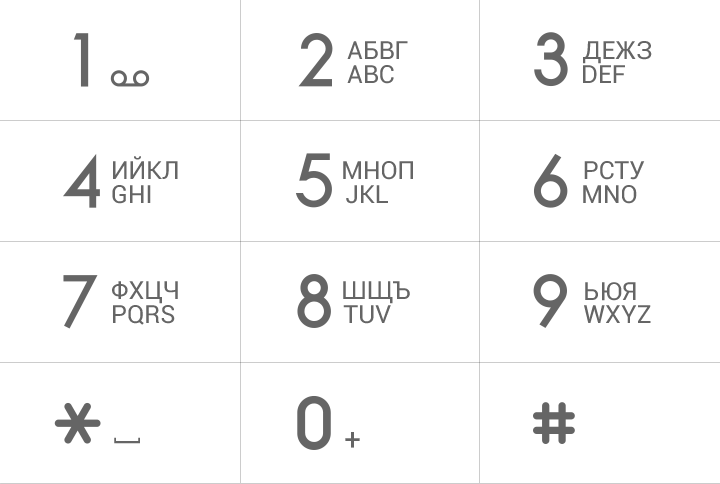 1
2 АБВГ
ABC
3 ДЕЖЗ
DEF
4 ИЙКЛ
GHI
5 МНОП
JKL
6 РСТУ
MNO
7 ФХЦЧ
PQRS
8 ШЩЪ
TUV
9 ЬЮЯ
WXYZ
*
0 +
#